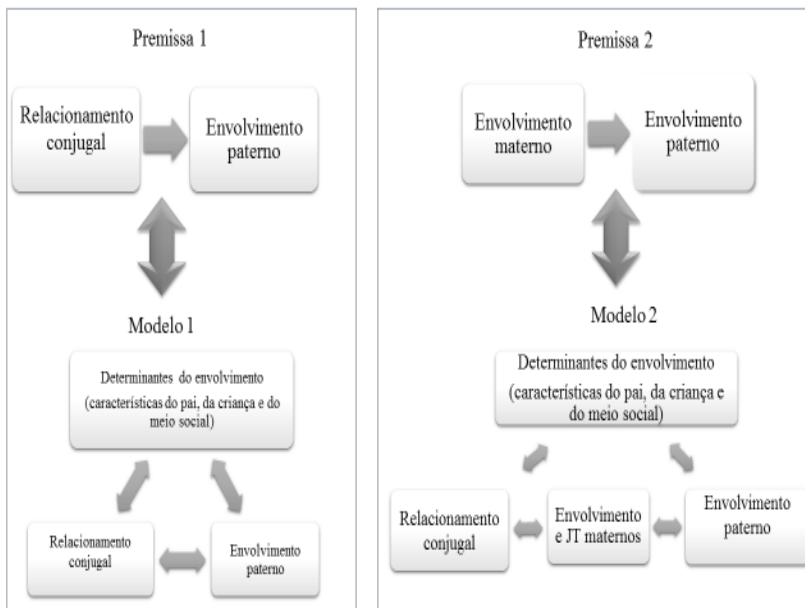 Premissa 1
Relacionamento
conjugal
Envolvimento
paterno
Modelo 1
Determinantes do envolvimento
(características do pai, da criança e do
meio social)
Relacionamento
conjugal
Envolvimento
paterno
Premissa 2
Envolvimento
materno
Envolvimento
paterno
Modelo 2
Determinantes do envolvimento
(características do pai, da criança e
do meio social)
Relacionamento
conjugal
Envolvimento
e JT maternos
Envolvimento
paterno